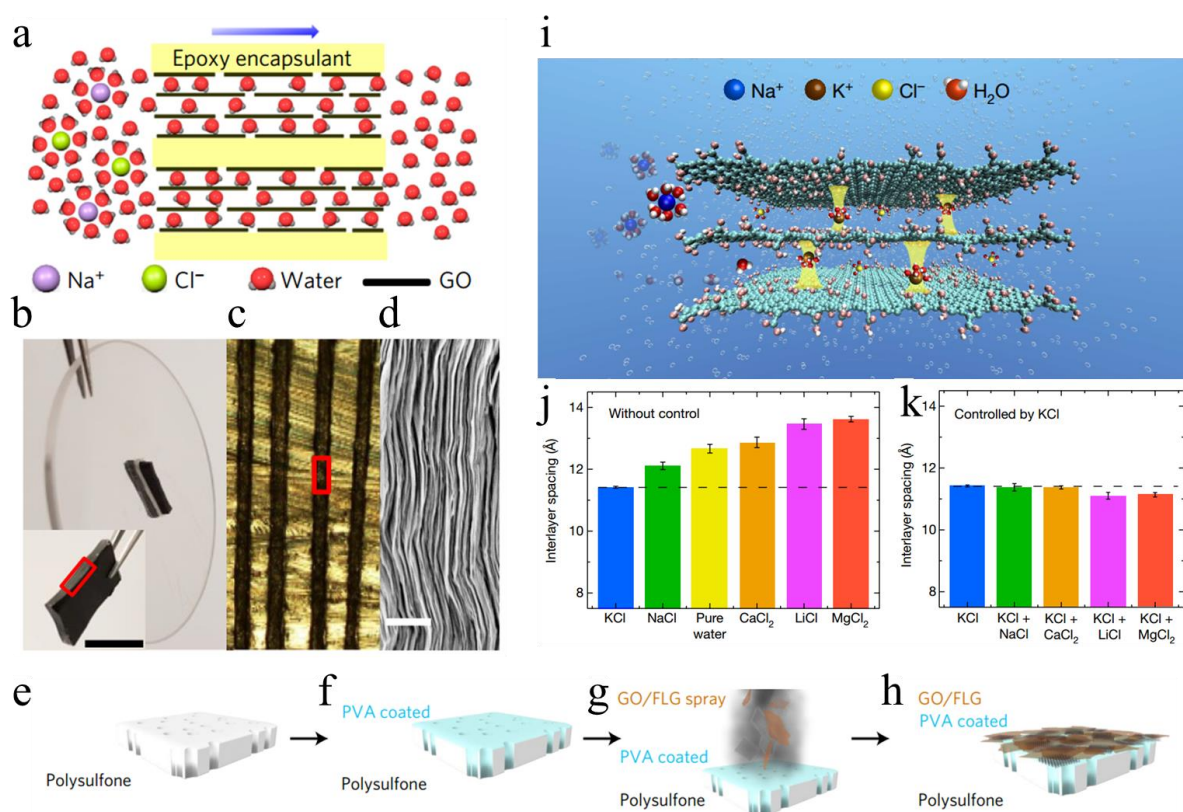 a
Epoxy encapsulant
Na⁺
Cl⁻
Water
GO
b
c
d
e
Polysulfone
f
PVA coated
Polysulfone
g
GO/FLG spray
PVA coated
Polysulfone
h
GO/FLG
PVA coated
Polysulfone
i
Na⁺
K⁺
Cl⁻
H₂O
j
Without control
Interlayer spacing (Å)
14
12
10
8
KCl
NaCl
Pure
water
CaCl₂
LiCl
MgCl₂
k
Controlled by KCl
Interlayer spacing (Å)
14
12
10
8
KCl
KCl +
NaCl
KCl +
CaCl₂
KCl +
LiCl
KCl +
MgCl₂